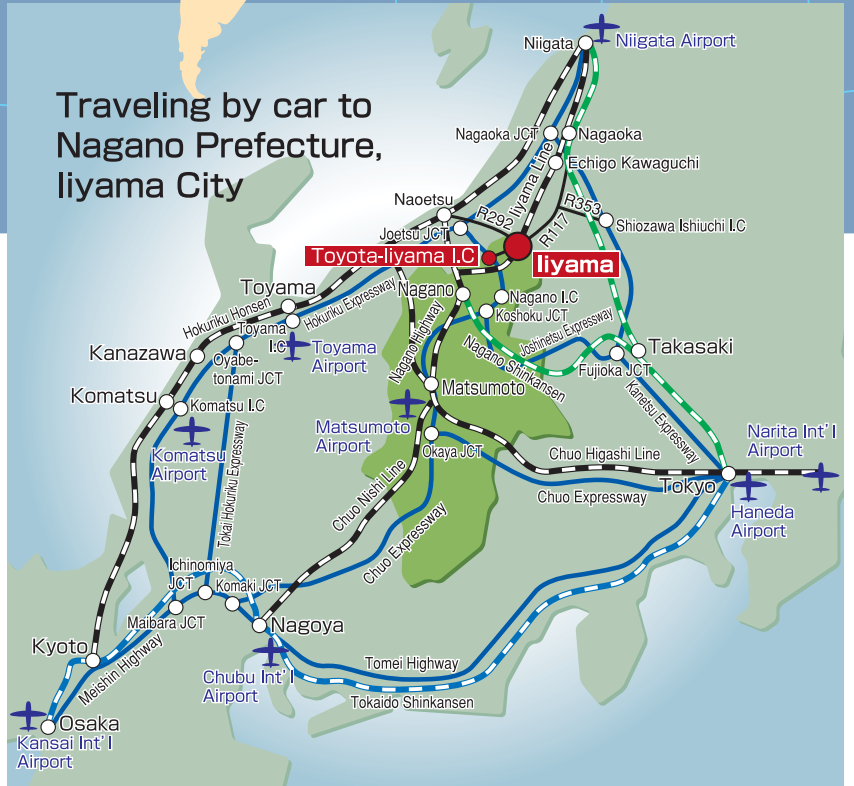 Niigata
Niigata Airport
Traveling by car to
Nagano Prefecture,
Iiyama City
Nagaoka JCT
Nagaoka
Echigo Kawaguchi
Iiyama Line
Naoetsu
R292
R353
R117
Shiozawa Ishiuchi I.C
Joetsu JCT
Toyota-Iiyama I.C
Iiyama
Toyama
Nagano
Nagano I.C
Koshoku JCT
Hokuriku Honsen
Hokuriku Expressway
Toyama
I.C
Toyama
Airport
Kanazawa
Oyabe-
tonami JCT
Nagano Highway
Nagano Shinkansen
Joshinetsu Expressway
Takasaki
Fujioka JCT
Kanetsu Expressway
Komatsu
Komatsu I.C
Komatsu
Airport
Matsumoto
Matsumoto
Airport
Okaya JCT
Narita Int'l
Airport
Chuo Higashi Line
Chuo Expressway
Tokyo
Haneda
Airport
Tokai Hokuriku Expressway
Chuo Nishi Line
Chuo Expressway
Ichinomiya
JCT
Komaki JCT
Maibara JCT
Nagoya
Kyoto
Meishin Highway
Chubu Int'l
Airport
Tomei Highway
Tokaido Shinkansen
Osaka
Kansai Int'l
Airport